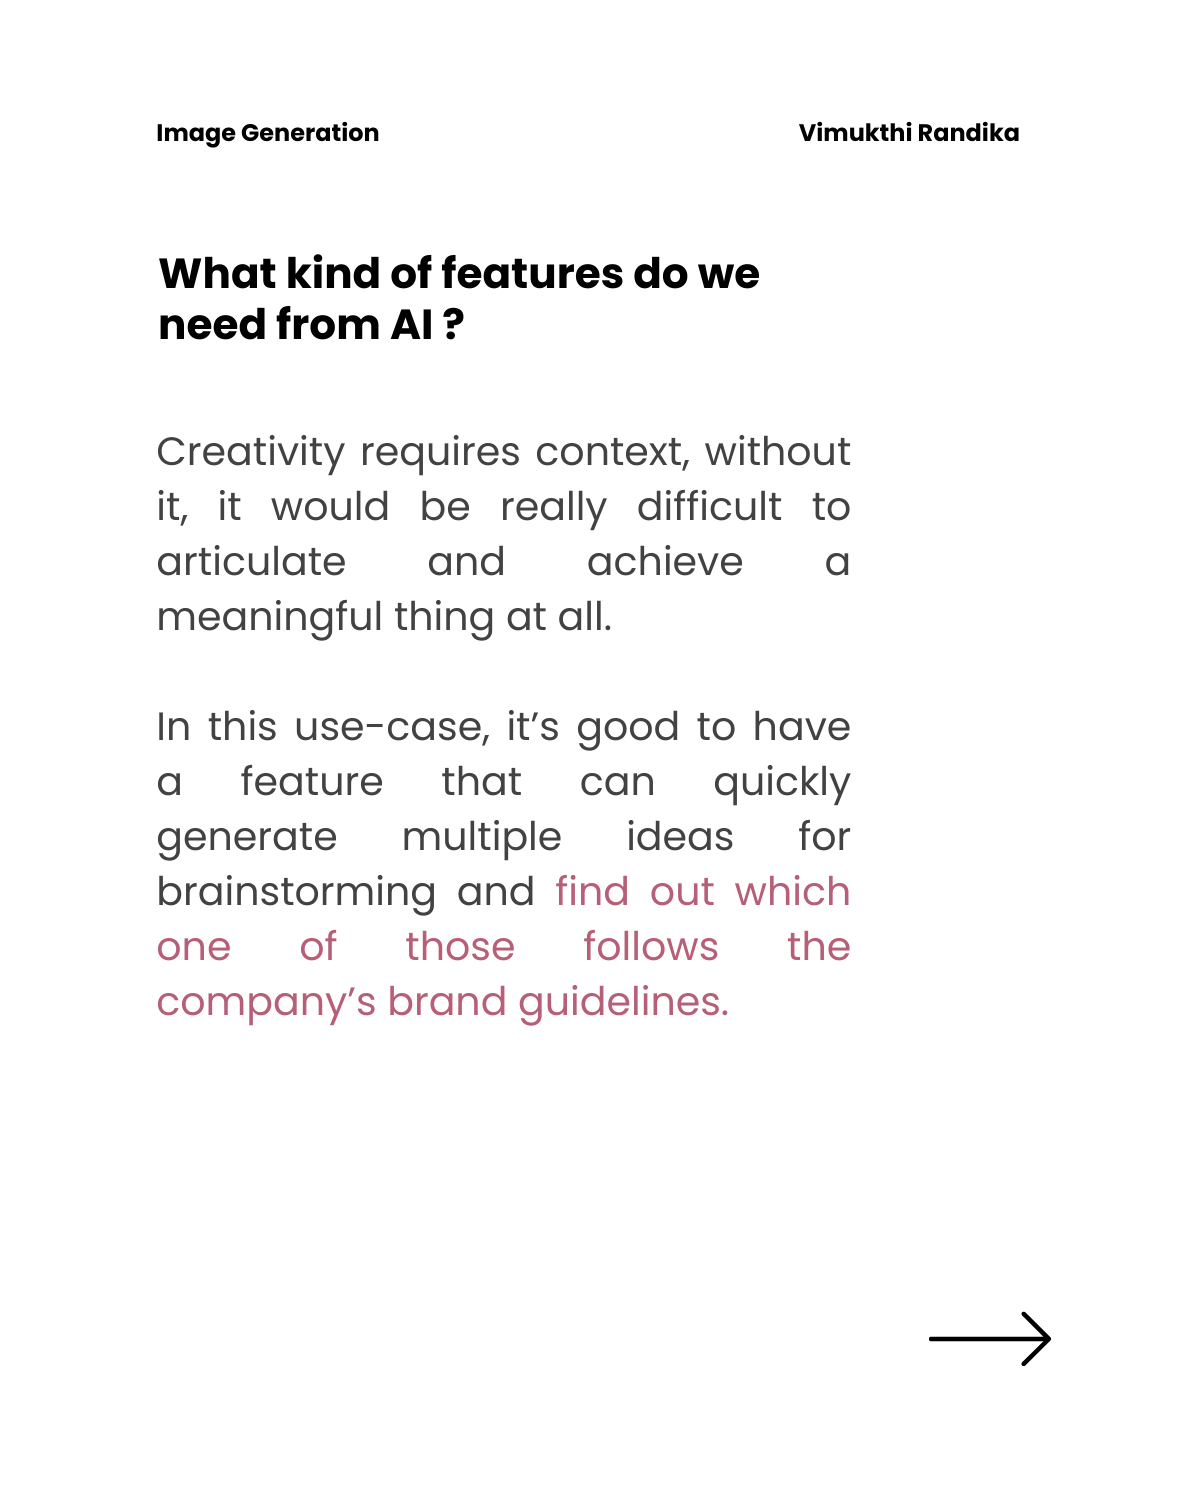 Image Generation
Vimukthi Randika
What kind of features do we
need from AI ?
Creativity requires context, without
it, it would be really difficult to
articulate and achieve a
meaningful thing at all.
In this use-case, it’s good to have
a feature that can quickly
generate multiple ideas for
brainstorming and find out which
one of those follows the
company’s brand guidelines.